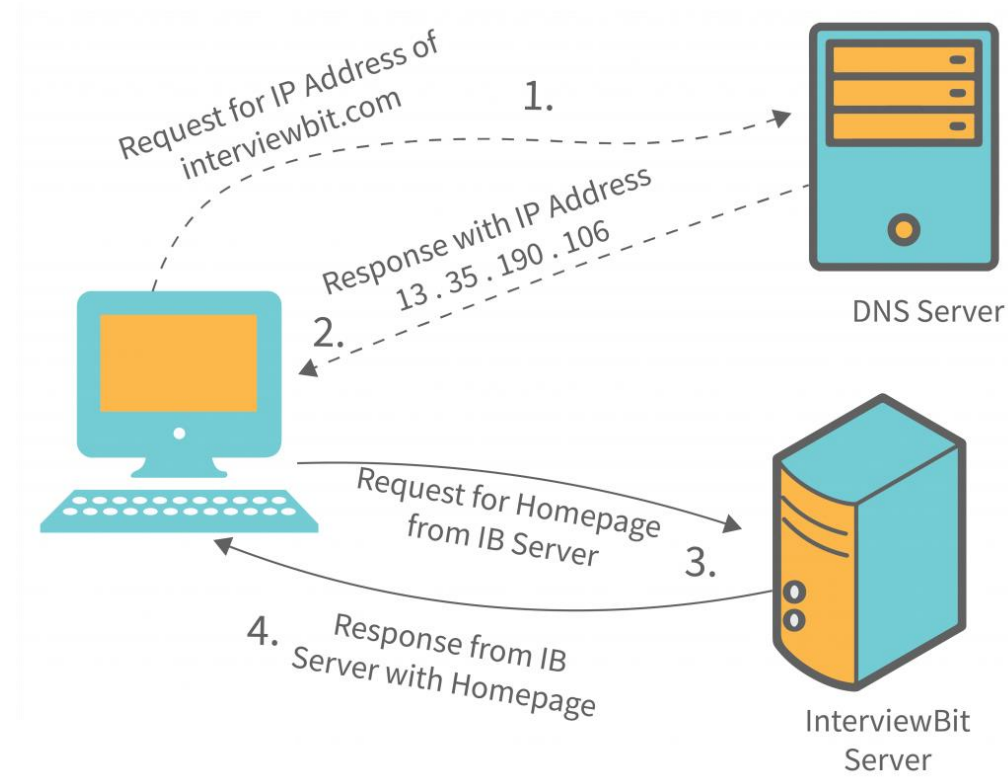 Request for IP Address of
interviewbit.com
1.
Response with IP Address
13 . 35 . 190 . 106
2.
DNS Server
Request for Homepage
from IB Server
3.
4.
Response from IB
Server with Homepage
InterviewBit
Server